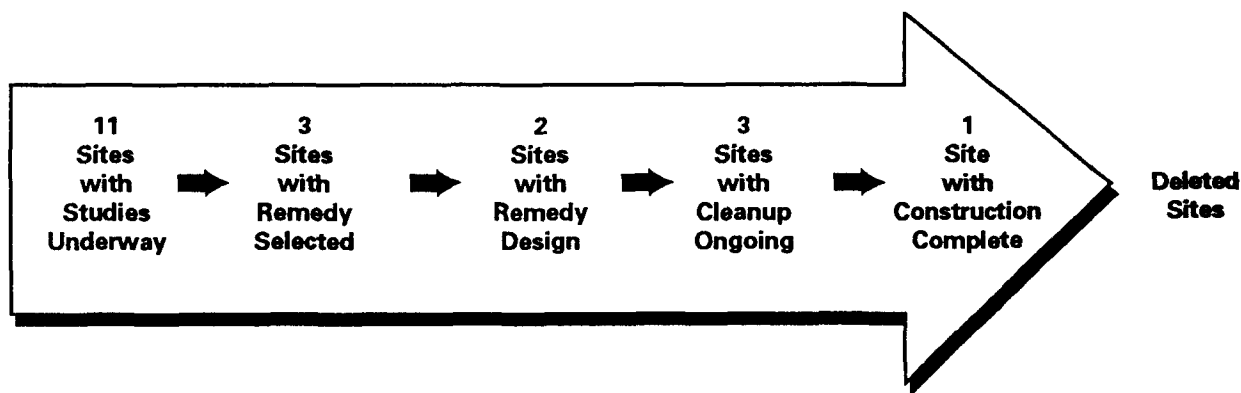 11
Sites
with
Studies
Underway
3
Sites
with
Remedy
Selected
2
Sites
with
Remedy
Design
3
Sites with
Cleanup
Ongoing
1
Site
with
Construction
Complete
Deleted
Sites